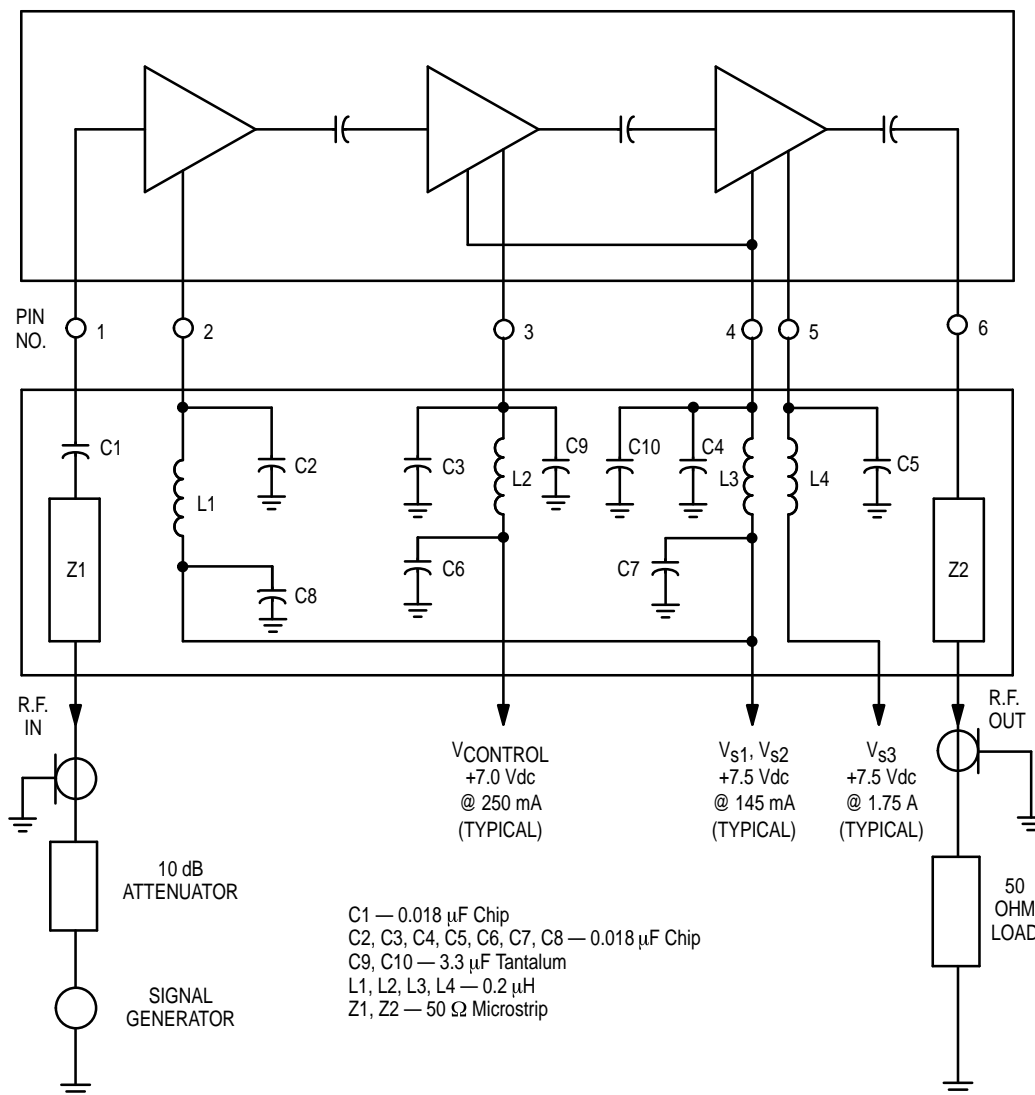 PIN
NO.
1
2
3
4
5
6
C1
C2
C3
C9
C10
C4
C5
L1
L2
L3
L4
Z1
C8
C6
C7
Z2
R.F.
IN
R.F.
OUT
VCONTROL
+7.0 Vdc
@ 250 mA
(TYPICAL)
Vs1, Vs2
+7.5 Vdc
@ 145 mA
(TYPICAL)
Vs3
+7.5 Vdc
@ 1.75 A
(TYPICAL)
10 dB
ATTENUATOR
50
OHM
LOAD
SIGNAL
GENERATOR
C1 — 0.018 µF Chip
C2, C3, C4, C5, C6, C7, C8 — 0.018 µF Chip
C9, C10 — 3.3 µF Tantalum
L1, L2, L3, L4 — 0.2 µH
Z1, Z2 — 50 Ω Microstrip